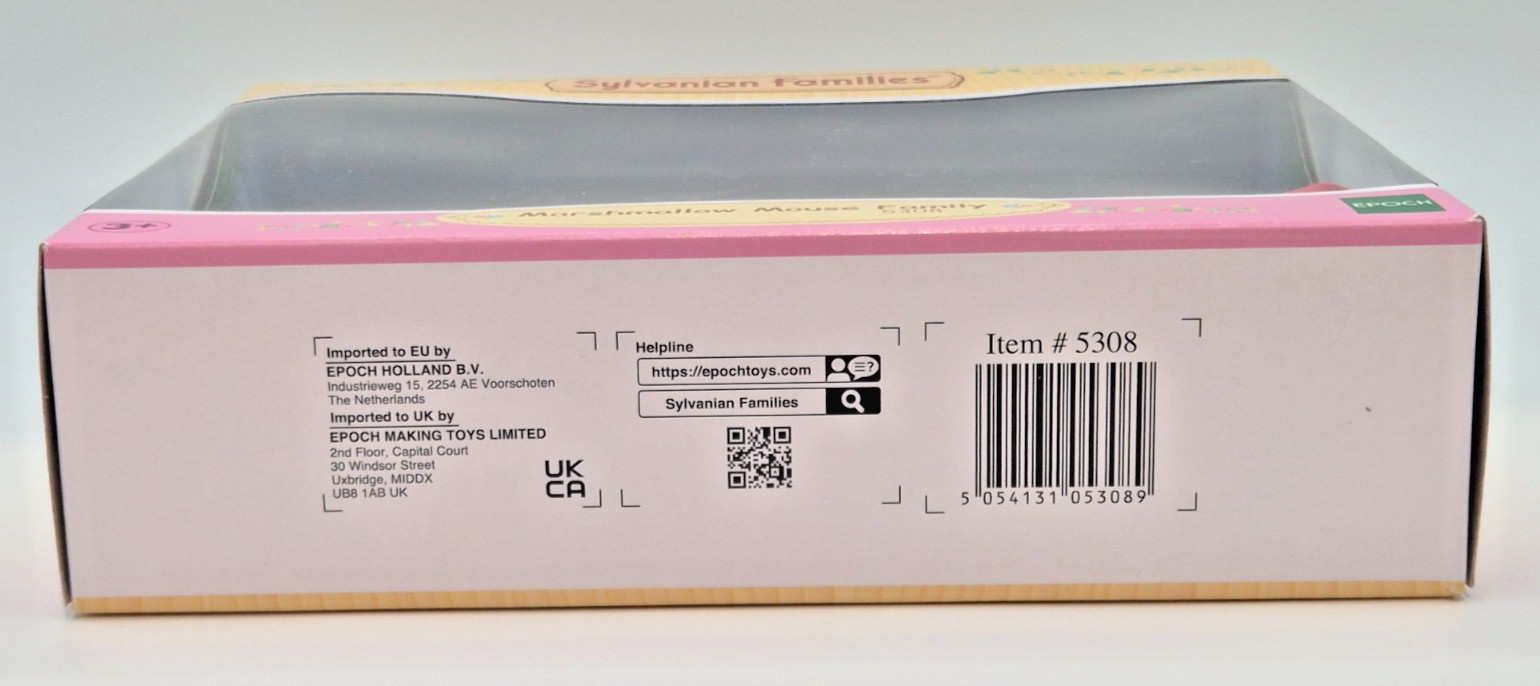 Sylvanian Families
3+
Marshmallow Mouse Family
5308
EPOCH
Imported to EU by
EPOCH HOLLAND B.V.
Industrieweg 15, 2254 AE Voorschoten
The Netherlands
Imported to UK by
EPOCH MAKING TOYS LIMITED
2nd Floor, Capital Court
30 Windsor Street
Uxbridge, MIDDX
UB8 1AB UK
UK
CA
Helpline
https://epochtoys.com
?
Sylvanian Families
Item # 5308
5 054131 053089